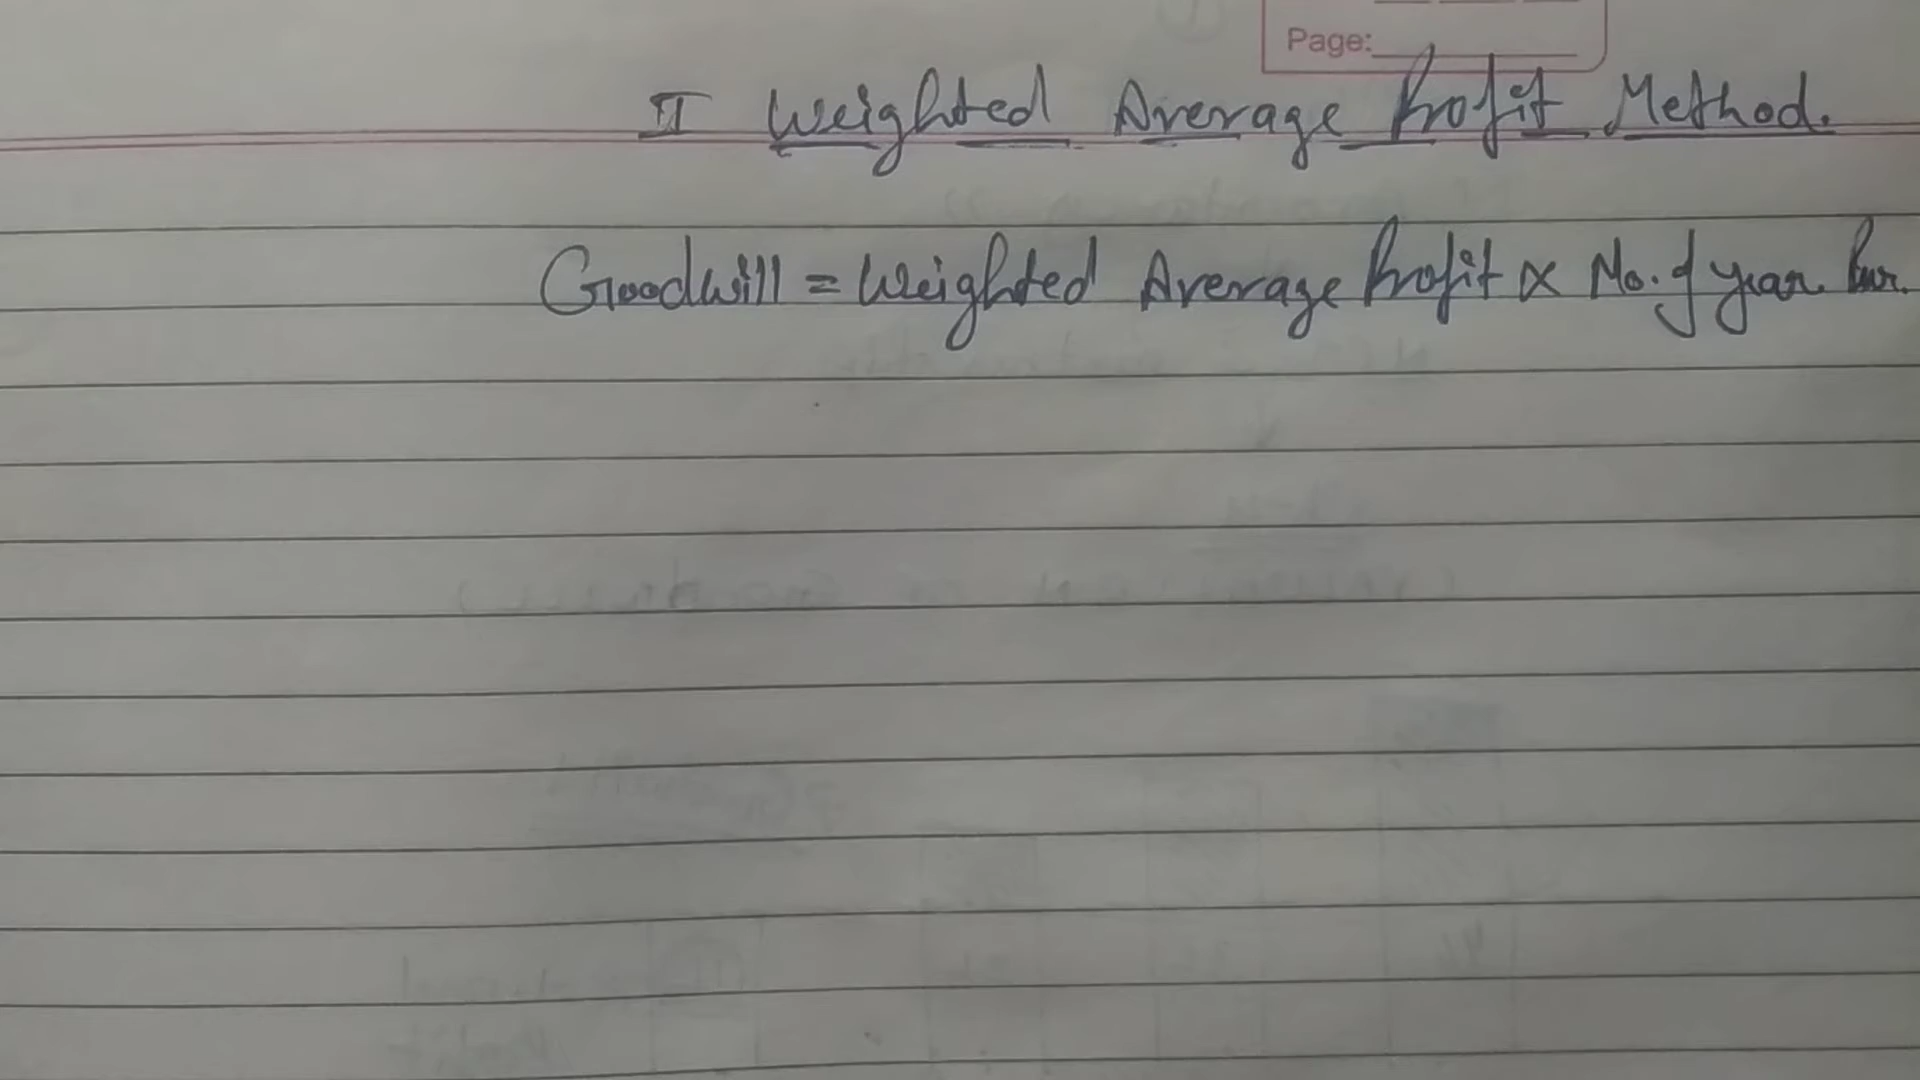 Page:
II Weighted Average Profit Method.
Goodwill = Weighted Average Profit × No. of year Pur.